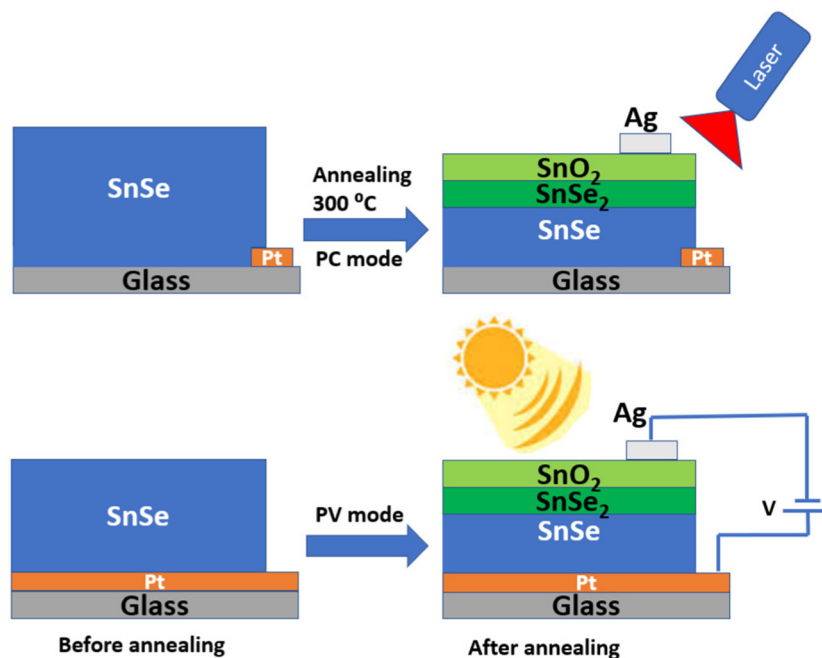 Laser
Ag
SnSe
Annealing
300 ⁰C
PC mode
SnO₂
SnSe₂
SnSe
Pt
Pt
Glass
Glass
Ag
SnSe
PV mode
SnO₂
SnSe₂
SnSe
V
Pt
Pt
Glass
Glass
Before annealing
After annealing